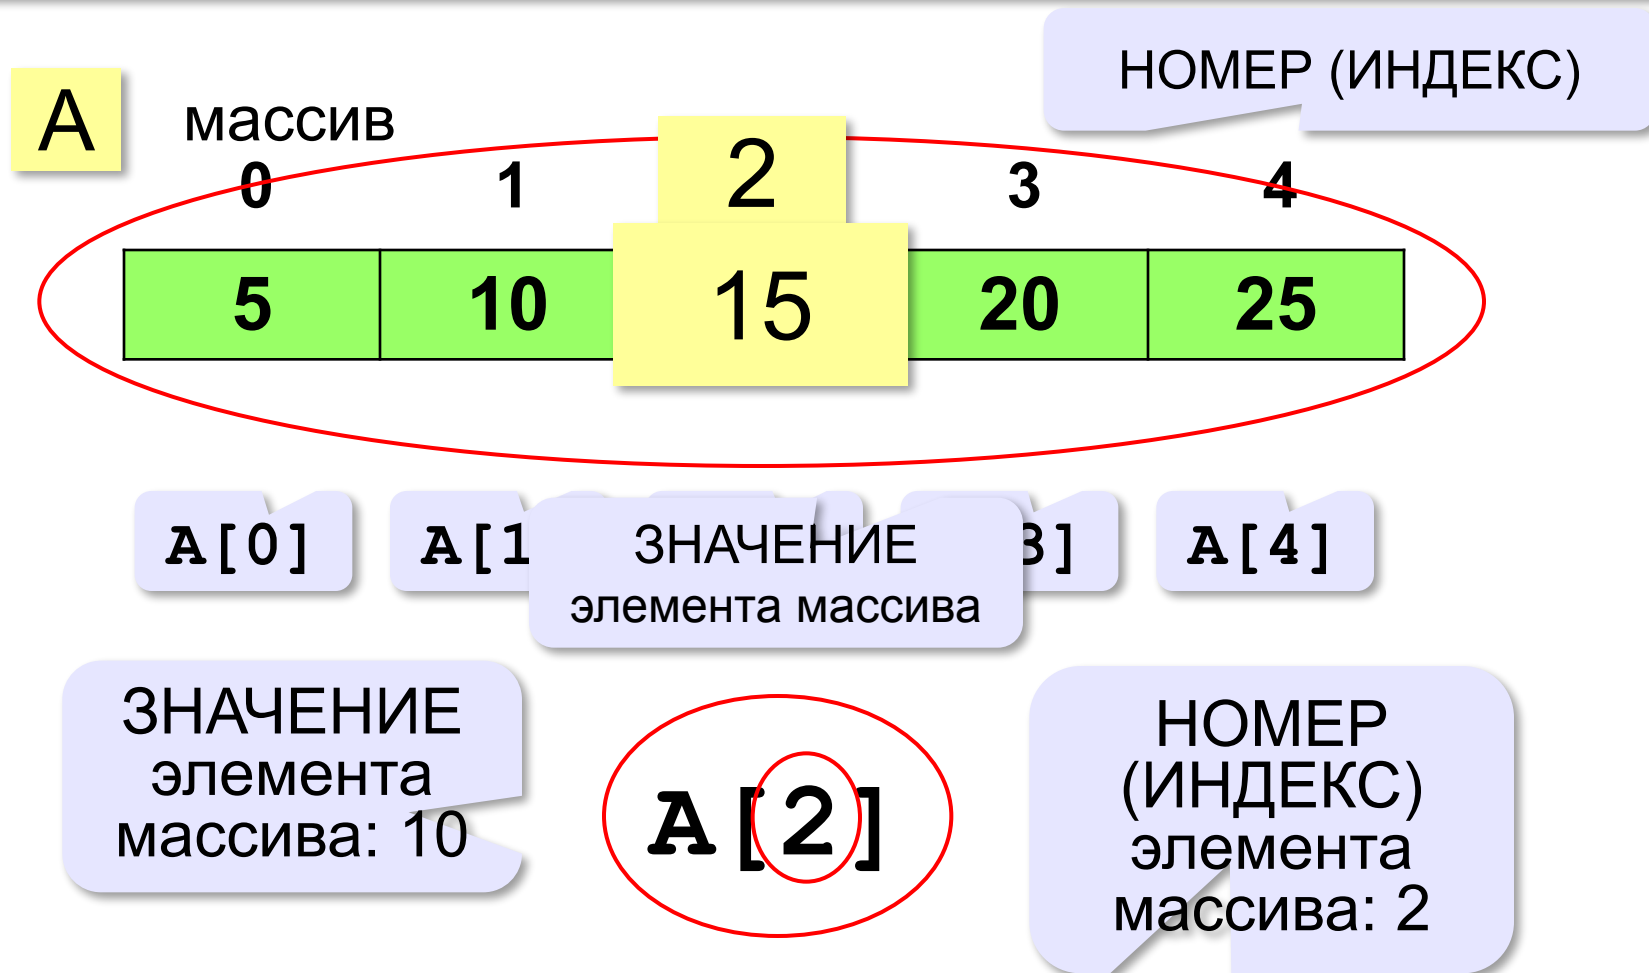 НОМЕР (ИНДЕКС)
A
массив
0 1 2 3 4
5 10 15 20 25
A[0] A[1 3] A[4]
ЗНАЧЕНИЕ
элемента массива
ЗНАЧЕНИЕ
элемента
массива: 10
A[2]
НОМЕР
(ИНДЕКС)
элемента
массива: 2